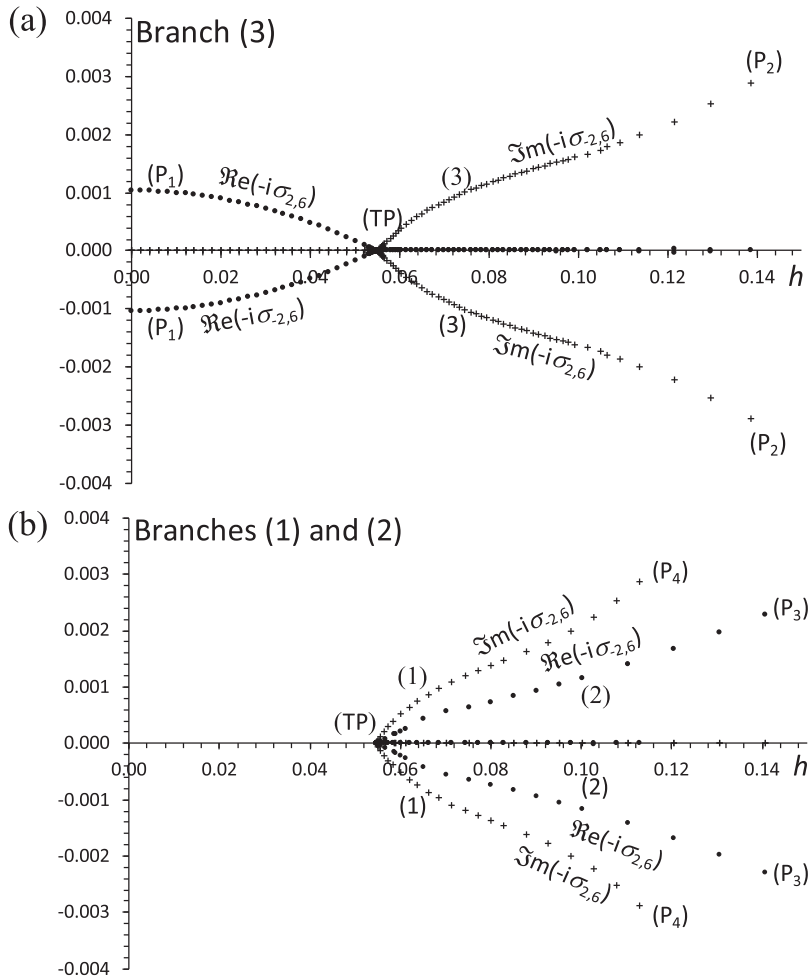 (a)
Branch (3)
0.004
0.003
0.002
0.001
0.000
-0.001
-0.002
-0.003
-0.004
0.00
0.02
0.04
0.06
0.08
0.10
0.12
0.14
h
(P₁)
ℜe(-iσ₂,₆)
(TP)
(3)
ℑm(-iσ₋₂,₆)
(P₂)
(P₁)
ℜe(-iσ₋₂,₆)
(3)
ℑm(-iσ₂,₆)
(P₂)
(b)
Branches (1) and (2)
0.004
0.003
0.002
0.001
0.000
-0.001
-0.002
-0.003
-0.004
0.00
0.02
0.04
0.06
0.08
0.10
0.12
0.14
h
(TP)
(1)
ℑm(-iσ₋₂,₆)
(P₄)
ℜe(-iσ₋₂,₆)
(2)
(P₃)
(1)
(2)
ℜe(-iσ₂,₆)
ℑm(-iσ₂,₆)
(P₃)
(P₄)